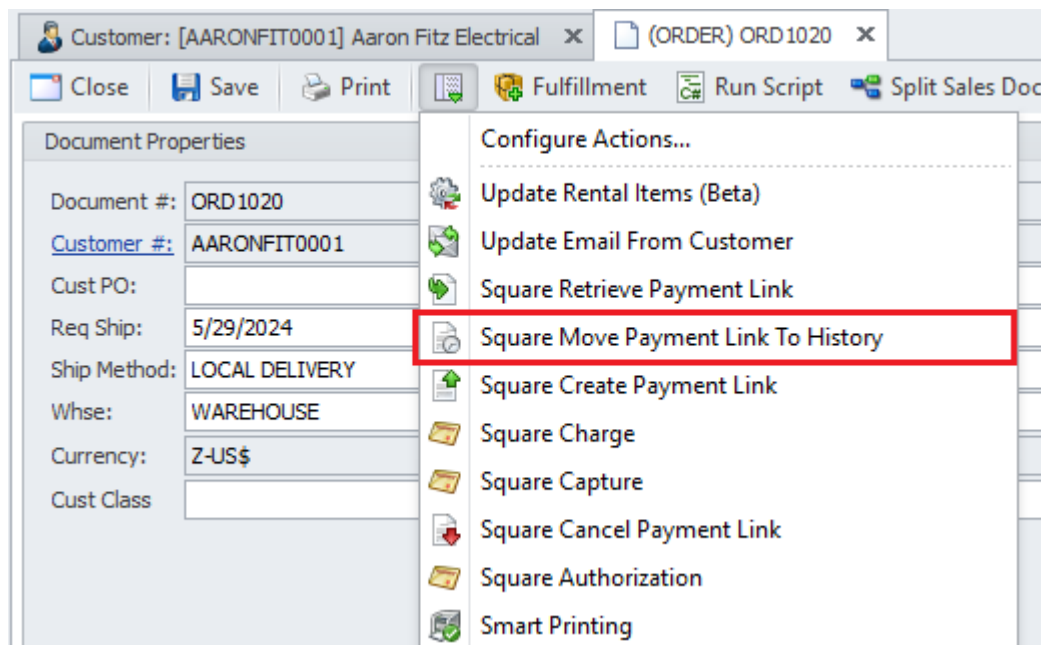 Customer: [AARONFIT0001] Aaron Fitz Electrical
(ORDER) ORD1020
Close Save Print Fulfillment C# Run Script Split Sales Doc
Document Properties
Configure Actions...
Document #: ORD1020
Update Rental Items (Beta)
Customer #: AARONFIT0001
Update Email From Customer
Cust PO:
Square Retrieve Payment Link
Req Ship: 5/29/2024
Square Move Payment Link To History
Ship Method: LOCAL DELIVERY
Square Create Payment Link
Whse: WAREHOUSE
Square Charge
Currency: Z-US$
Square Capture
Cust Class
Square Cancel Payment Link
Square Authorization
Smart Printing